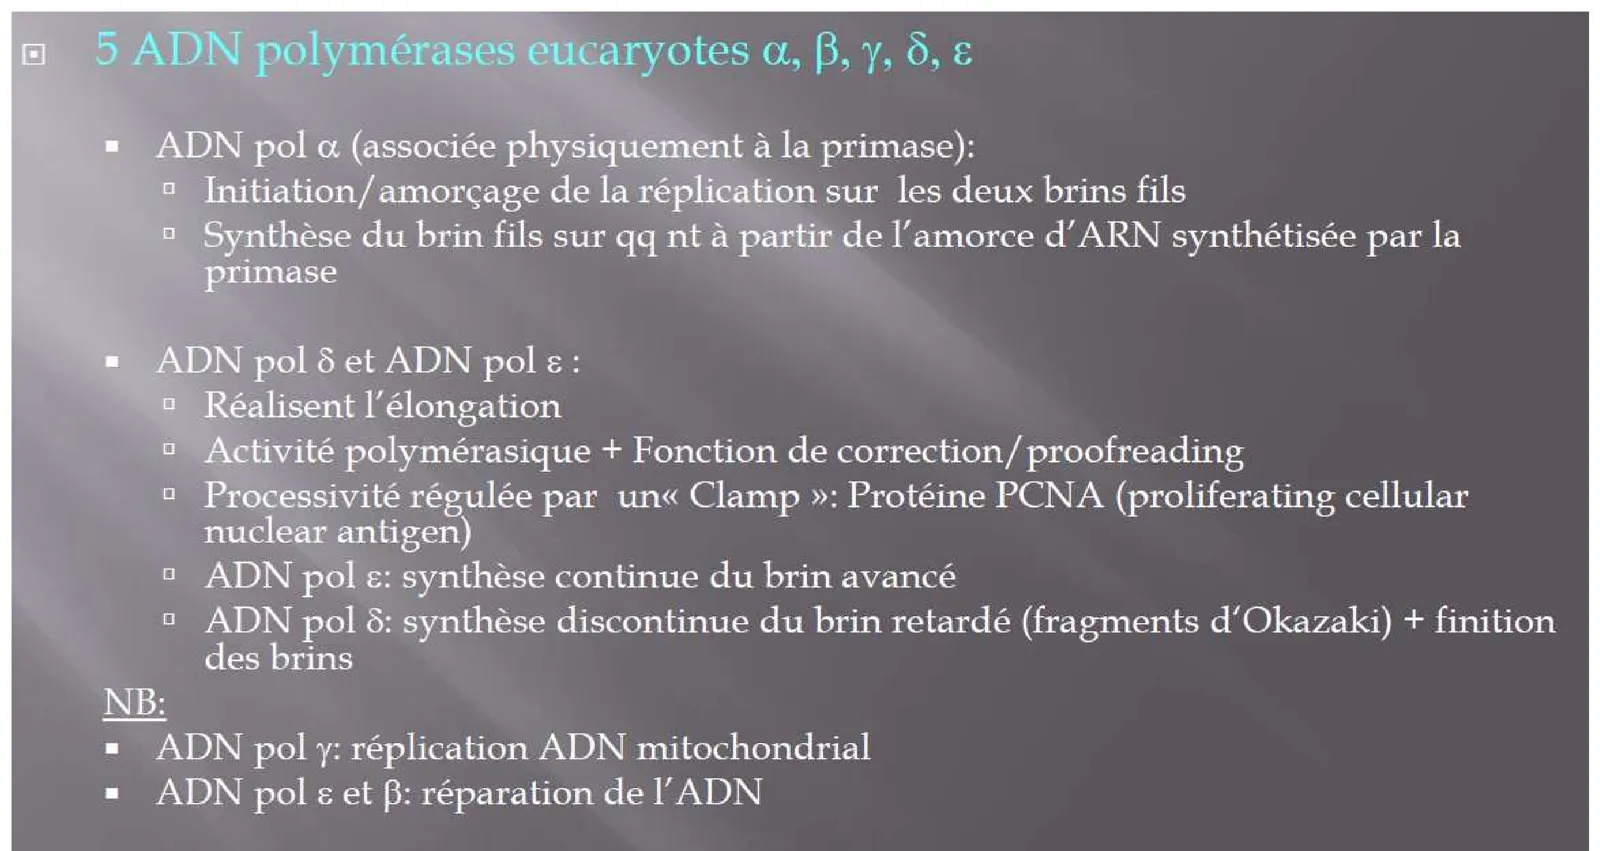 5 ADN polymérases eucaryotes α, β, γ, δ, ε
ADN pol α (associée physiquement à la primase):
Initiation/amorçage de la réplication sur les deux brins fils
Synthèse du brin fils sur qq nt à partir de l'amorce d'ARN synthétisée par la
primase
ADN pol δ et ADN pol ε :
Réalisent l'élongation
Activité polymérasique + Fonction de correction/proofreading
Processivité régulée par un« Clamp »: Protéine PCNA (proliferating cellular
nuclear antigen)
ADN pol ε: synthèse continue du brin avancé
ADN pol δ: synthèse discontinue du brin retardé (fragments d‘Okazaki) + finition
des brins
NB:
ADN pol γ: réplication ADN mitochondrial
ADN pol ε et β: réparation de l'ADN